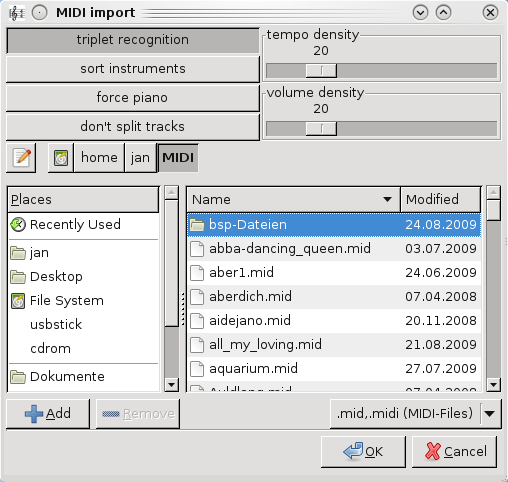 MIDI import
triplet recognition
sort instruments
force piano
don't split tracks
tempo density
20
volume density
20
home jan MIDI
Places
Recently Used
jan
Desktop
File System
usbstick
cdrom
Dokumente
Name Modified
bsp-Dateien 24.08.2009
abba-dancing_queen.mid 03.07.2009
aber1.mid 24.06.2009
aberdich.mid 07.04.2008
aidejano.mid 20.11.2008
all_my_loving.mid 21.08.2009
aquarium.mid 27.07.2009
Add Remove .mid,.midi (MIDI-Files)
OK Cancel